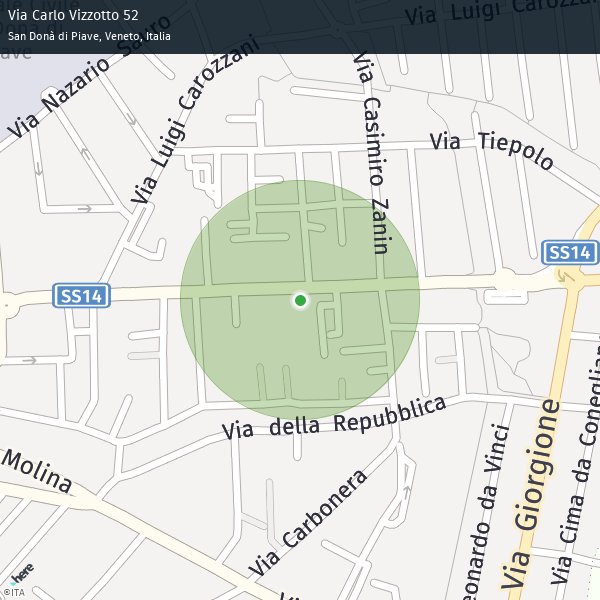 Via Carlo Vizzotto 52
San Donà di Piave, Veneto, Italia
Via Luigi Carozzani
Via Nazario Sauro
Via Luigi Carozzani
Via Casimiro Zanin
Via Tiepolo
SS14
SS14
Via della Repubblica
Molina
Via Carbonera
Leonardo da Vinci
Via Giorgione
Via Cima da Conegliano
here
©ITA